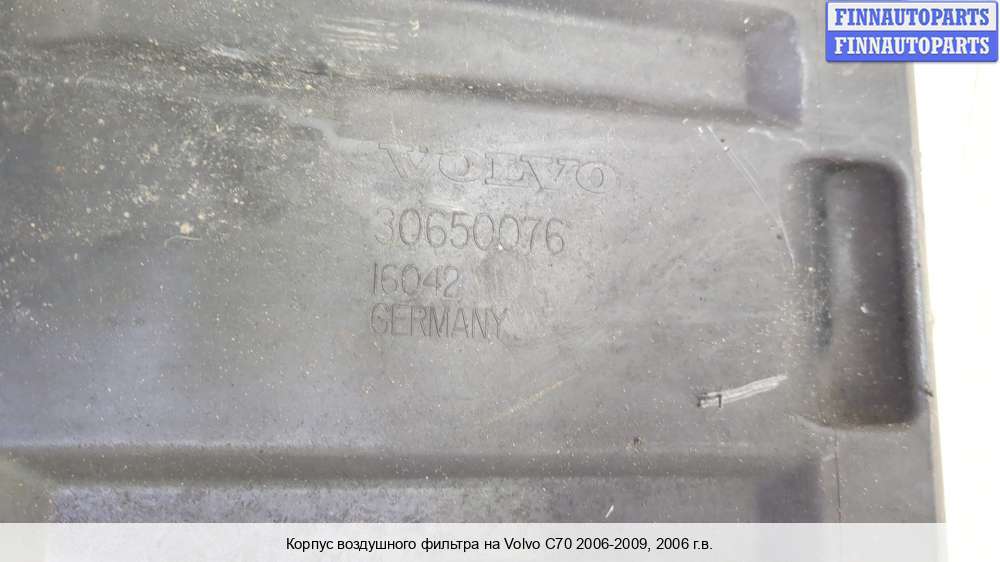 FINNAUTOPARTS
FINNAUTOPARTS
VOLVO
30650076
16042
GERMANY
Корпус воздушного фильтра на Volvo C70 2006-2009, 2006 г.в.